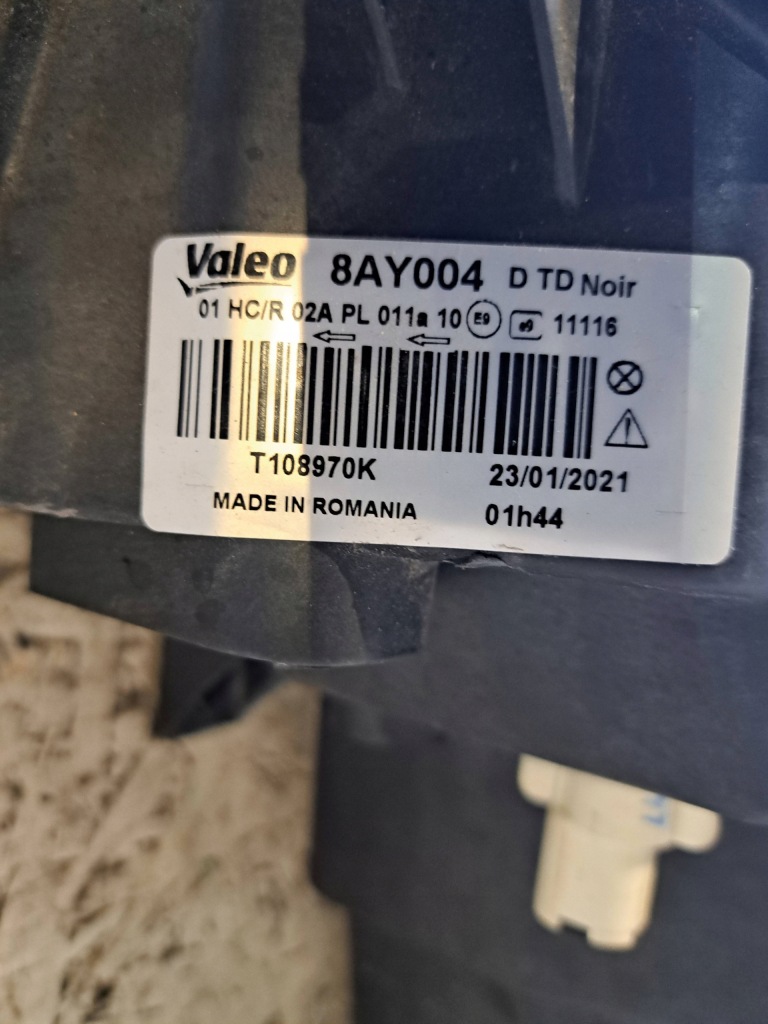 Valeo 8AY004 D TD Noir
01 HC/R 02A PL 011a 10 E9 e9 11116
T108970K 23/01/2021
MADE IN ROMANIA 01h44